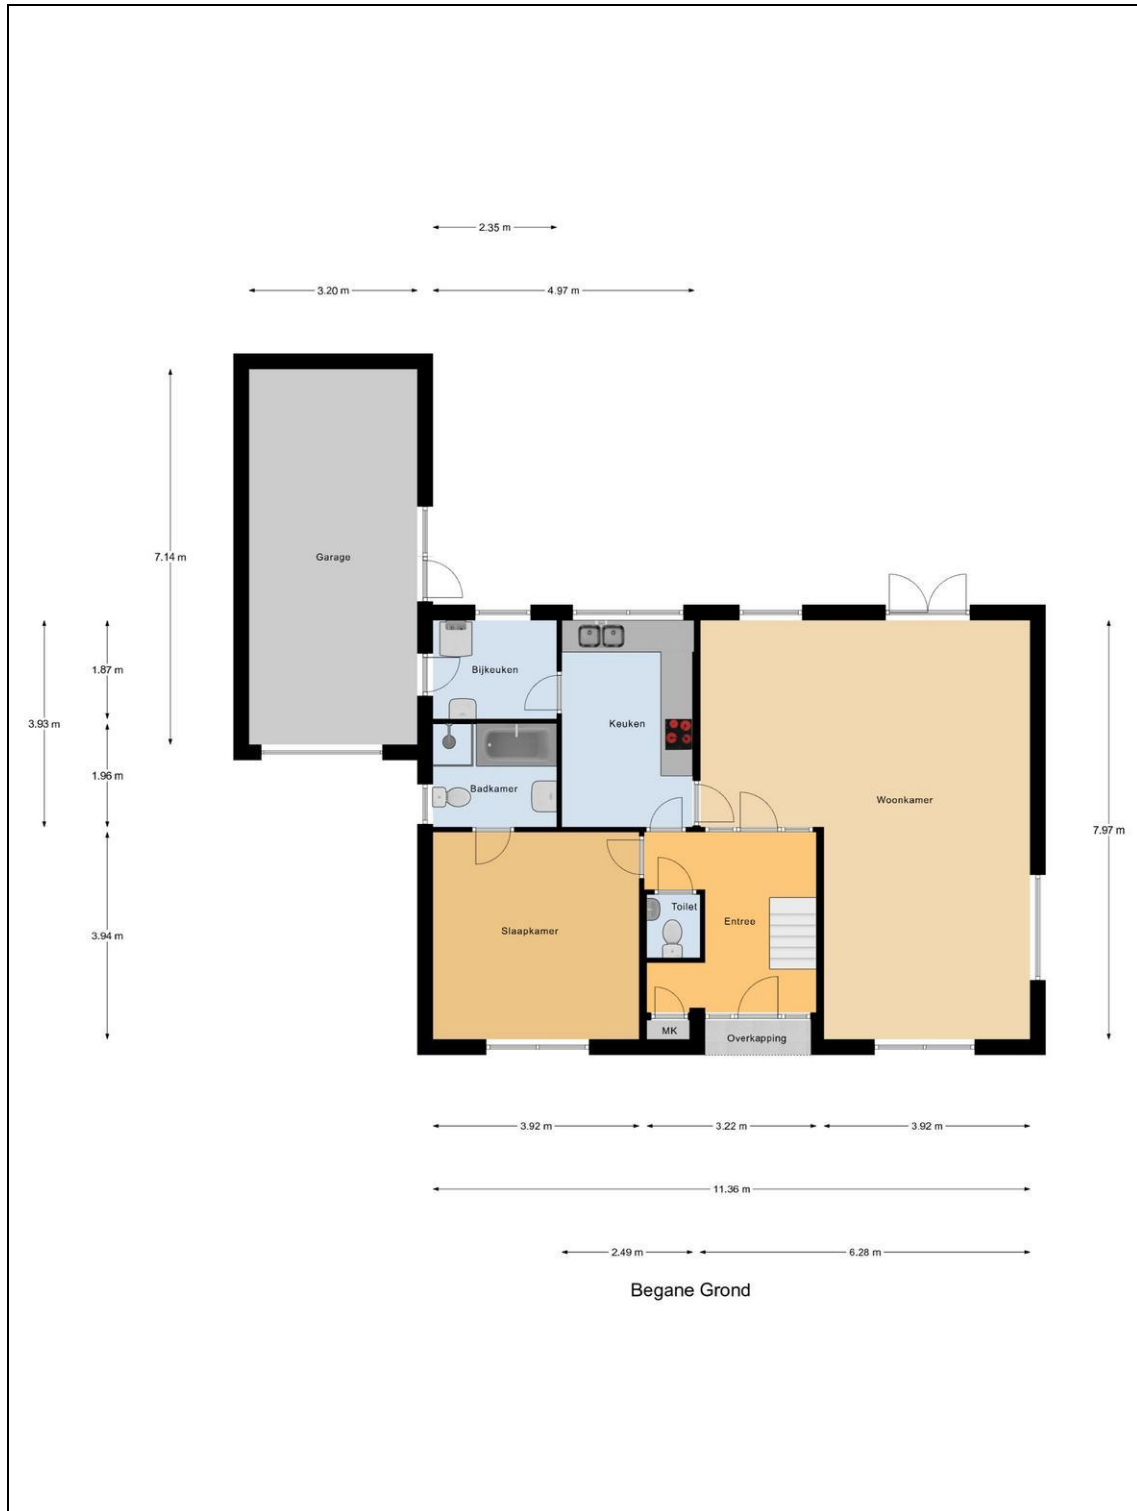 2.35 m
3.20 m
4.97 m
Garage
7.14 m
1.87 m
Bijkeuken
3.93 m
Keuken
1.96 m
Badkamer
Woonkamer
7.97 m
Toilet
Entree
3.94 m
Slaapkamer
MK
Overkapping
3.92 m
3.22 m
3.92 m
11.36 m
2.49 m
6.28 m
Begane Grond